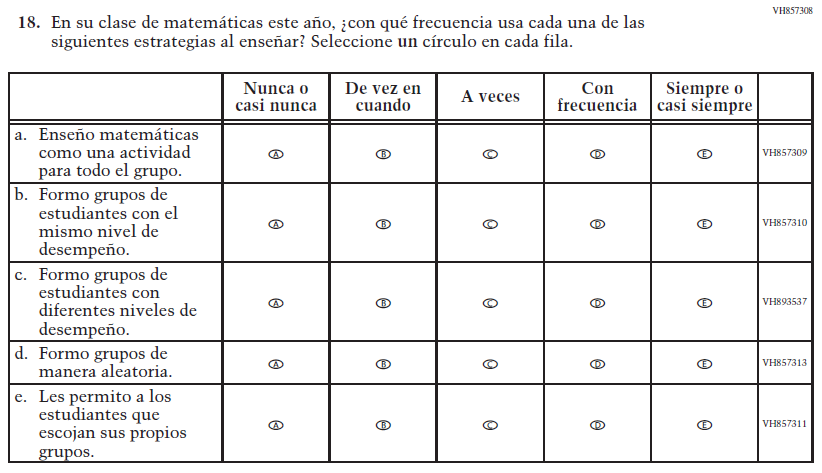 VH857308
18. En su clase de matemáticas este año, ¿con qué frecuencia usa cada una de las
siguientes estrategias al enseñar? Seleccione un círculo en cada fila.
Nunca o
casi nunca
De vez en
cuando
A veces
Con
frecuencia
Siempre o
casi siempre
a. Enseño matemáticas
como una actividad
para todo el grupo.
A B C D E VH857309
b. Formo grupos de
estudiantes con el
mismo nivel de
desempeño.
A B C D E VH857310
c. Formo grupos de
estudiantes con
diferentes niveles de
desempeño.
A B C D E VH893537
d. Formo grupos de
manera aleatoria.
A B C D E VH857313
e. Les permito a los
estudiantes que
escojan sus propios
grupos.
A B C D E VH857311